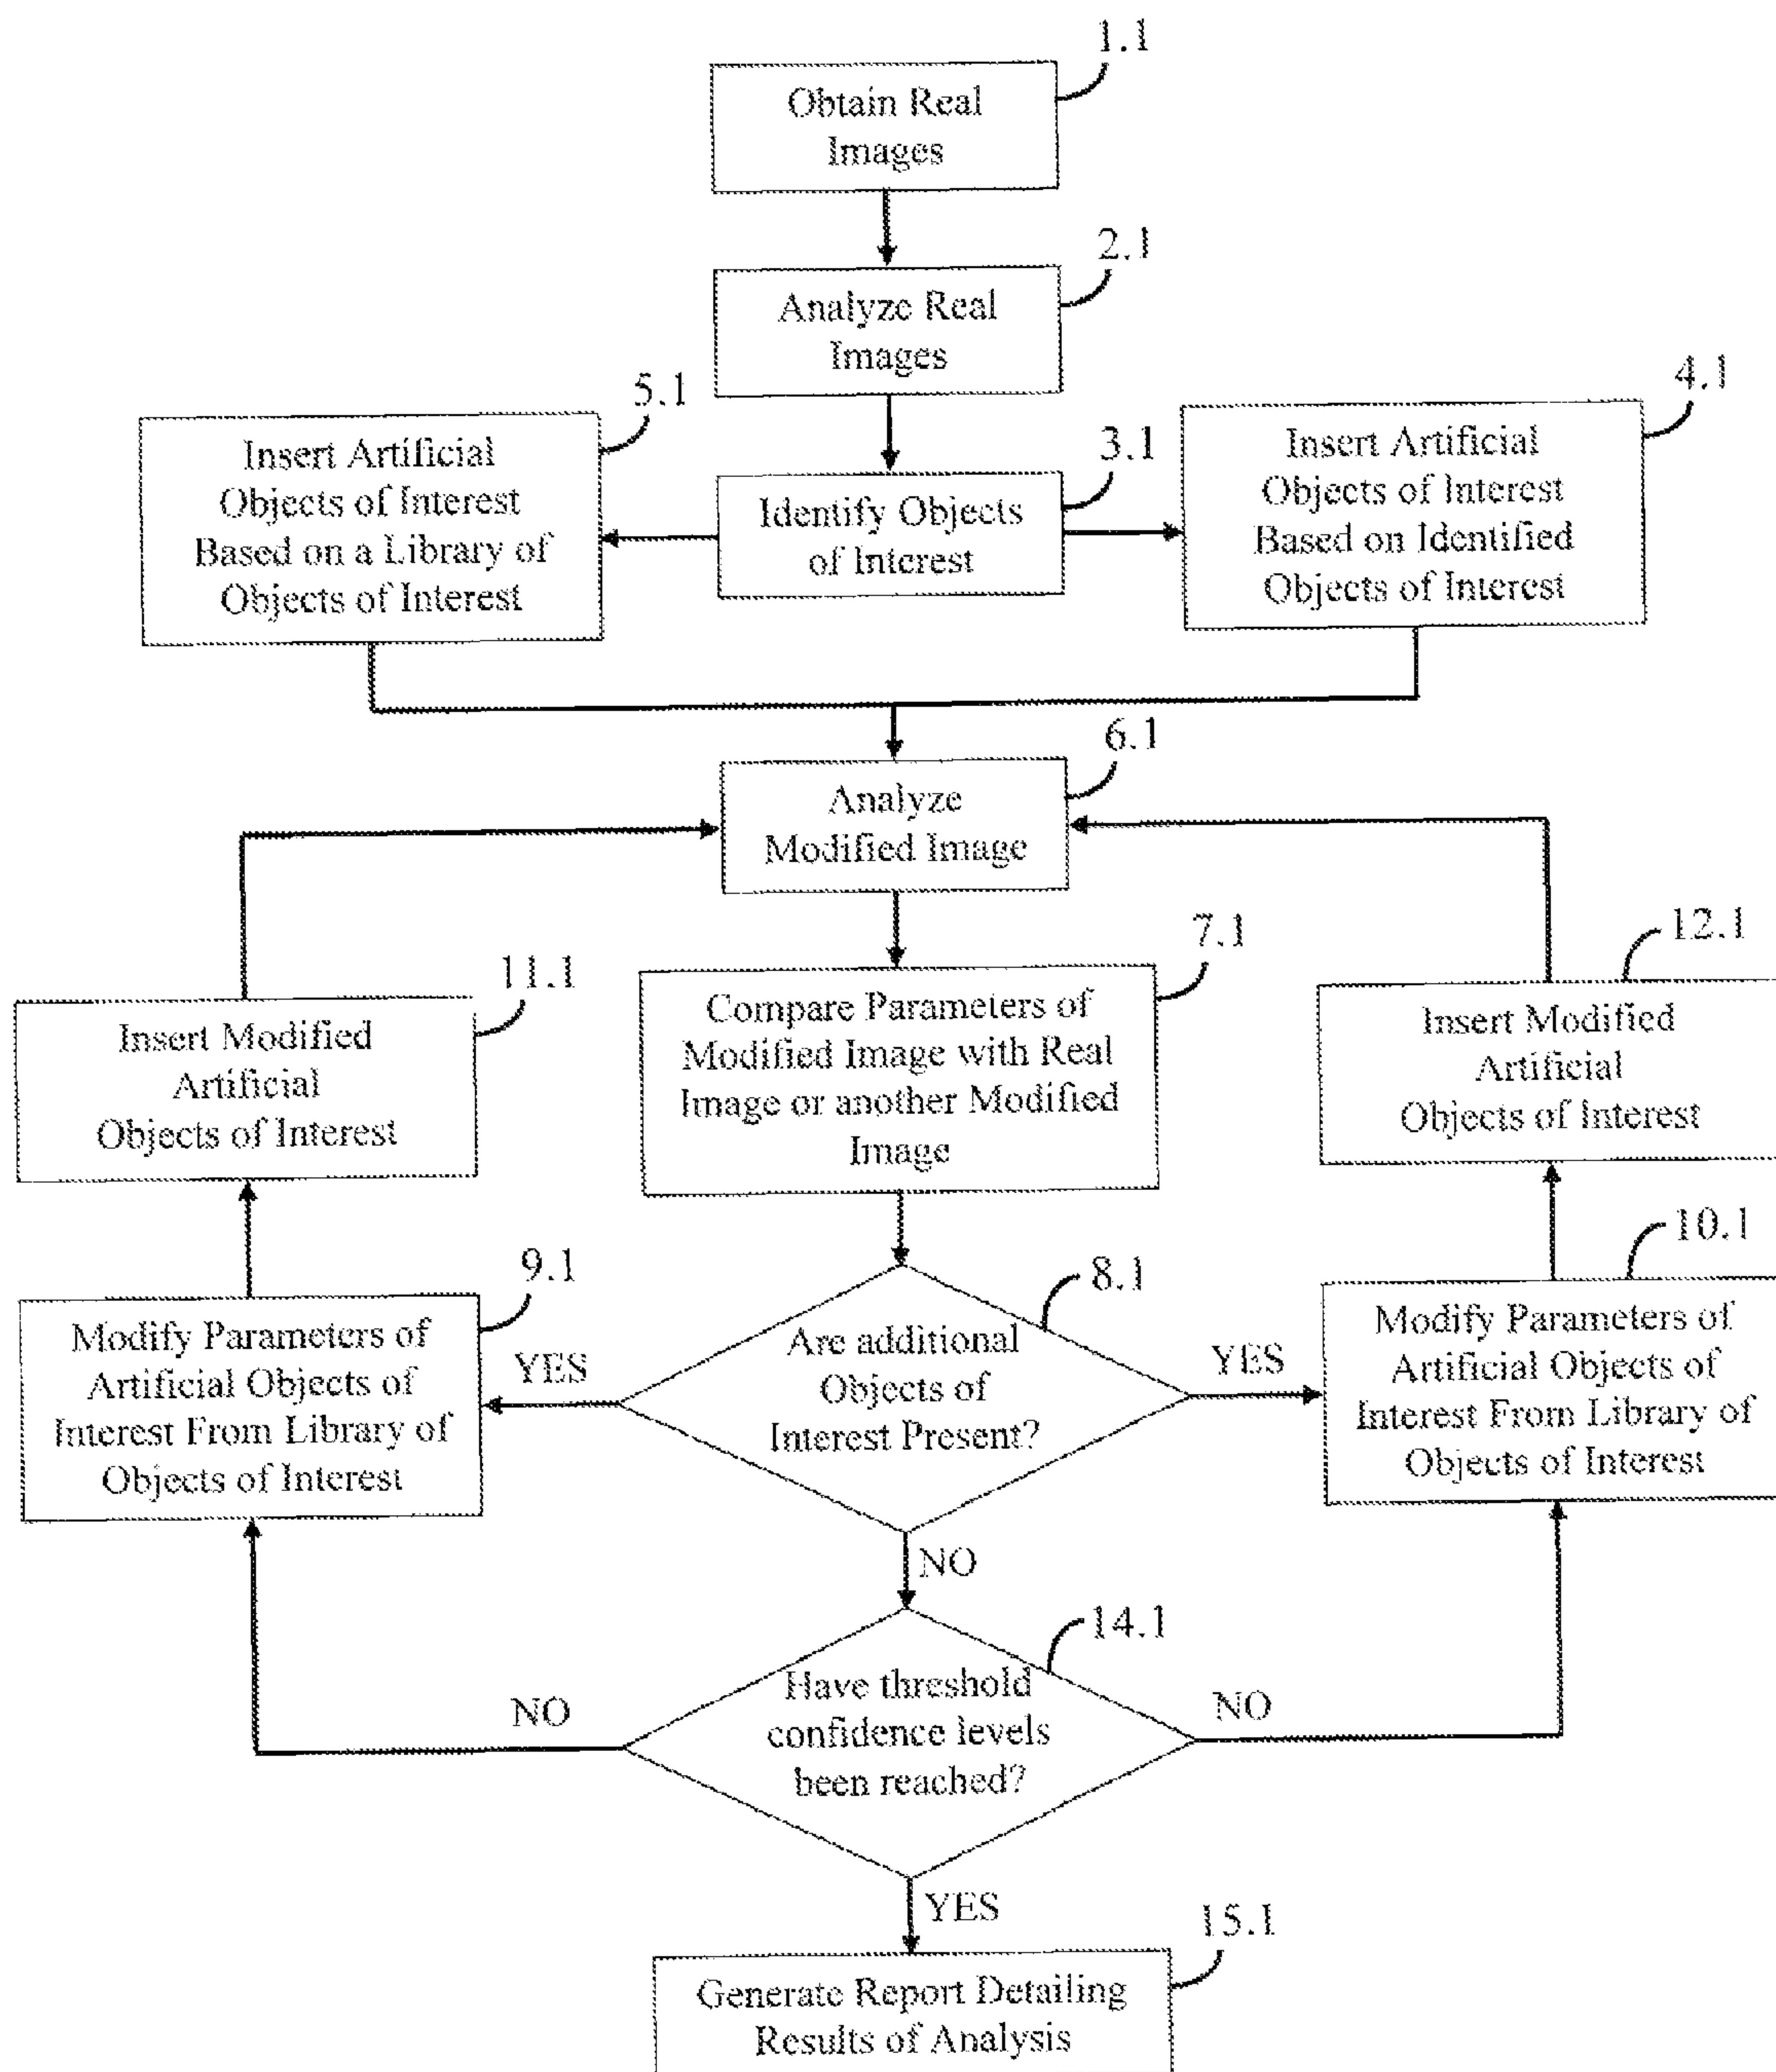 1.1
Obtain Real
Images
2.1
Analyze Real
Images
5.1
Insert Artificial
Objects of Interest
Based on a Library of
Objects of Interest
3.1
Identify Objects
of Interest
4.1
Insert Artificial
Objects of Interest
Based on Identified
Objects of Interest
6.1
Analyze
Modified Image
7.1
Compare Parameters of
Modified Image with Real
Image or another Modified
Image
11.1
Insert Modified
Artificial
Objects of Interest
12.1
Insert Modified
Artificial
Objects of Interest
9.1
Modify Parameters of
Artificial Objects of
Interest From Library of
Objects of Interest
YES
8.1
Are additional
Objects of
Interest Present?
YES
10.1
Modify Parameters of
Artificial Objects of
Interest From Library of
Objects of Interest
NO
14.1
Have threshold
confidence levels
been reached?
NO
NO
YES
15.1
Generate Report Detailing
Results of Analysis